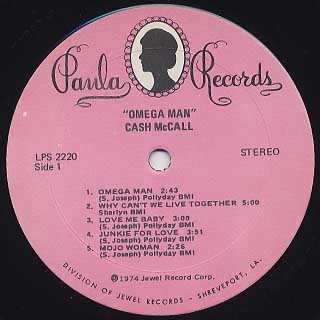 Paula Records
"OMEGA MAN"
CASH McCALL
LPS 2220
Side 1
STEREO
1. OMEGA MAN 2:43
(S. Joseph) Pollyday BMI
2. WHY CAN'T WE LIVE TOGETHER 5:00
Sherlyn BMI
3. LOVE ME BABY 3:00
(S. Joseph) Pollyday BMI
4. JUNKIE FOR LOVE 3:51
(S. Joseph) Pollyday BMI
5. MOJO WOMAN 2:26
(S. Joseph) Pollyday BMI
©1974 Jewel Record Corp.
DIVISION OF JEWEL RECORDS - SHREVEPORT, LA.